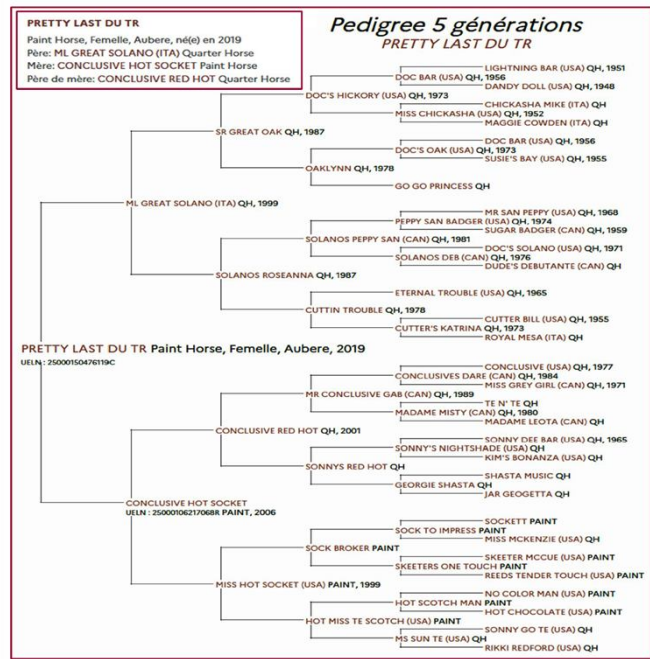 PRETTY LAST DU TR
Paint Horse, Femelle, Aubere, né(e) en 2019
Père: ML GREAT SOLANO (ITA) Quarter Horse
Mère: CONCLUSIVE HOT SOCKET Paint Horse
Père de mère: CONCLUSIVE RED HOT Quarter Horse
Pedigree 5 générations
PRETTY LAST DU TR
LIGHTNING BAR (USA) QH, 1951
DOC BAR (USA) QH, 1956
DANDY DOLL (USA) QH, 1948
DOC'S HICKORY (USA) QH, 1973
CHICKASHA MIKE (ITA) QH
MISS CHICKASHA (USA) QH, 1952
MAGGIE COWDEN (ITA) QH
SR GREAT OAK QH, 1987
DOC BAR (USA) QH, 1956
DOC'S OAK (USA) QH, 1973
SUSIE'S BAY (USA) QH, 1955
OAKLYNN QH, 1978
GO GO PRINCESS QH
ML GREAT SOLANO (ITA) QH, 1999
MR SAN PEPPY (USA) QH, 1968
PEPPY SAN BADGER (USA) QH, 1974
SUGAR BADGER (CAN) QH, 1959
SOLANOS PEPPY SAN (CAN) QH, 1981
DOC'S SOLANO (USA) QH, 1971
SOLANOS DEB (CAN) QH, 1976
DUDE'S DEBUTANTE (CAN) QH
SOLANOS ROSEANNA QH, 1987
ETERNAL TROUBLE (USA) QH, 1965
CUTTIN TROUBLE QH, 1978
CUTTER BILL (USA) QH, 1955
CUTTER'S KATRINA QH, 1973
ROYAL MESA (ITA) QH
PRETTY LAST DU TR Paint Horse, Femelle, Aubere, 2019
UELN : 25000150476119C
CONCLUSIVE (USA) QH, 1977
CONCLUSIVES DARE (CAN) QH, 1984
MISS GREY GIRL (CAN) QH, 1971
MR CONCLUSIVE GAB (CAN) QH, 1989
TE N' TE QH
MADAME MISTY (CAN) QH, 1980
MADAME LEOTA (CAN) QH
CONCLUSIVE RED HOT QH, 2001
SONNY DEE BAR (USA) QH, 1965
SONNY'S NIGHTSHADE (USA) QH
KIM'S BONANZA (USA) QH
SONNYS RED HOT QH
SHASTA MUSIC QH
GEORGIE SHASTA QH
JAR GEOGETTA QH
CONCLUSIVE HOT SOCKET
UELN : 25000106217068R PAINT, 2006
SOCKETT PAINT
SOCK TO IMPRESS PAINT
MISS MCKENZIE (USA) QH
SOCK BROKER PAINT
SKEETER MCCUE (USA) PAINT
SKEETERS ONE TOUCH PAINT
REEDS TENDER TOUCH (USA) PAINT
MISS HOT SOCKET (USA) PAINT, 1999
NO COLOR MAN (USA) PAINT
HOT SCOTCH MAN PAINT
HOT CHOCOLATE (USA) PAINT
HOT MISS TE SCOTCH (USA) PAINT
SONNY GO TE (USA) QH
MS SUN TE (USA) QH
RIKKI REDFORD (USA) QH